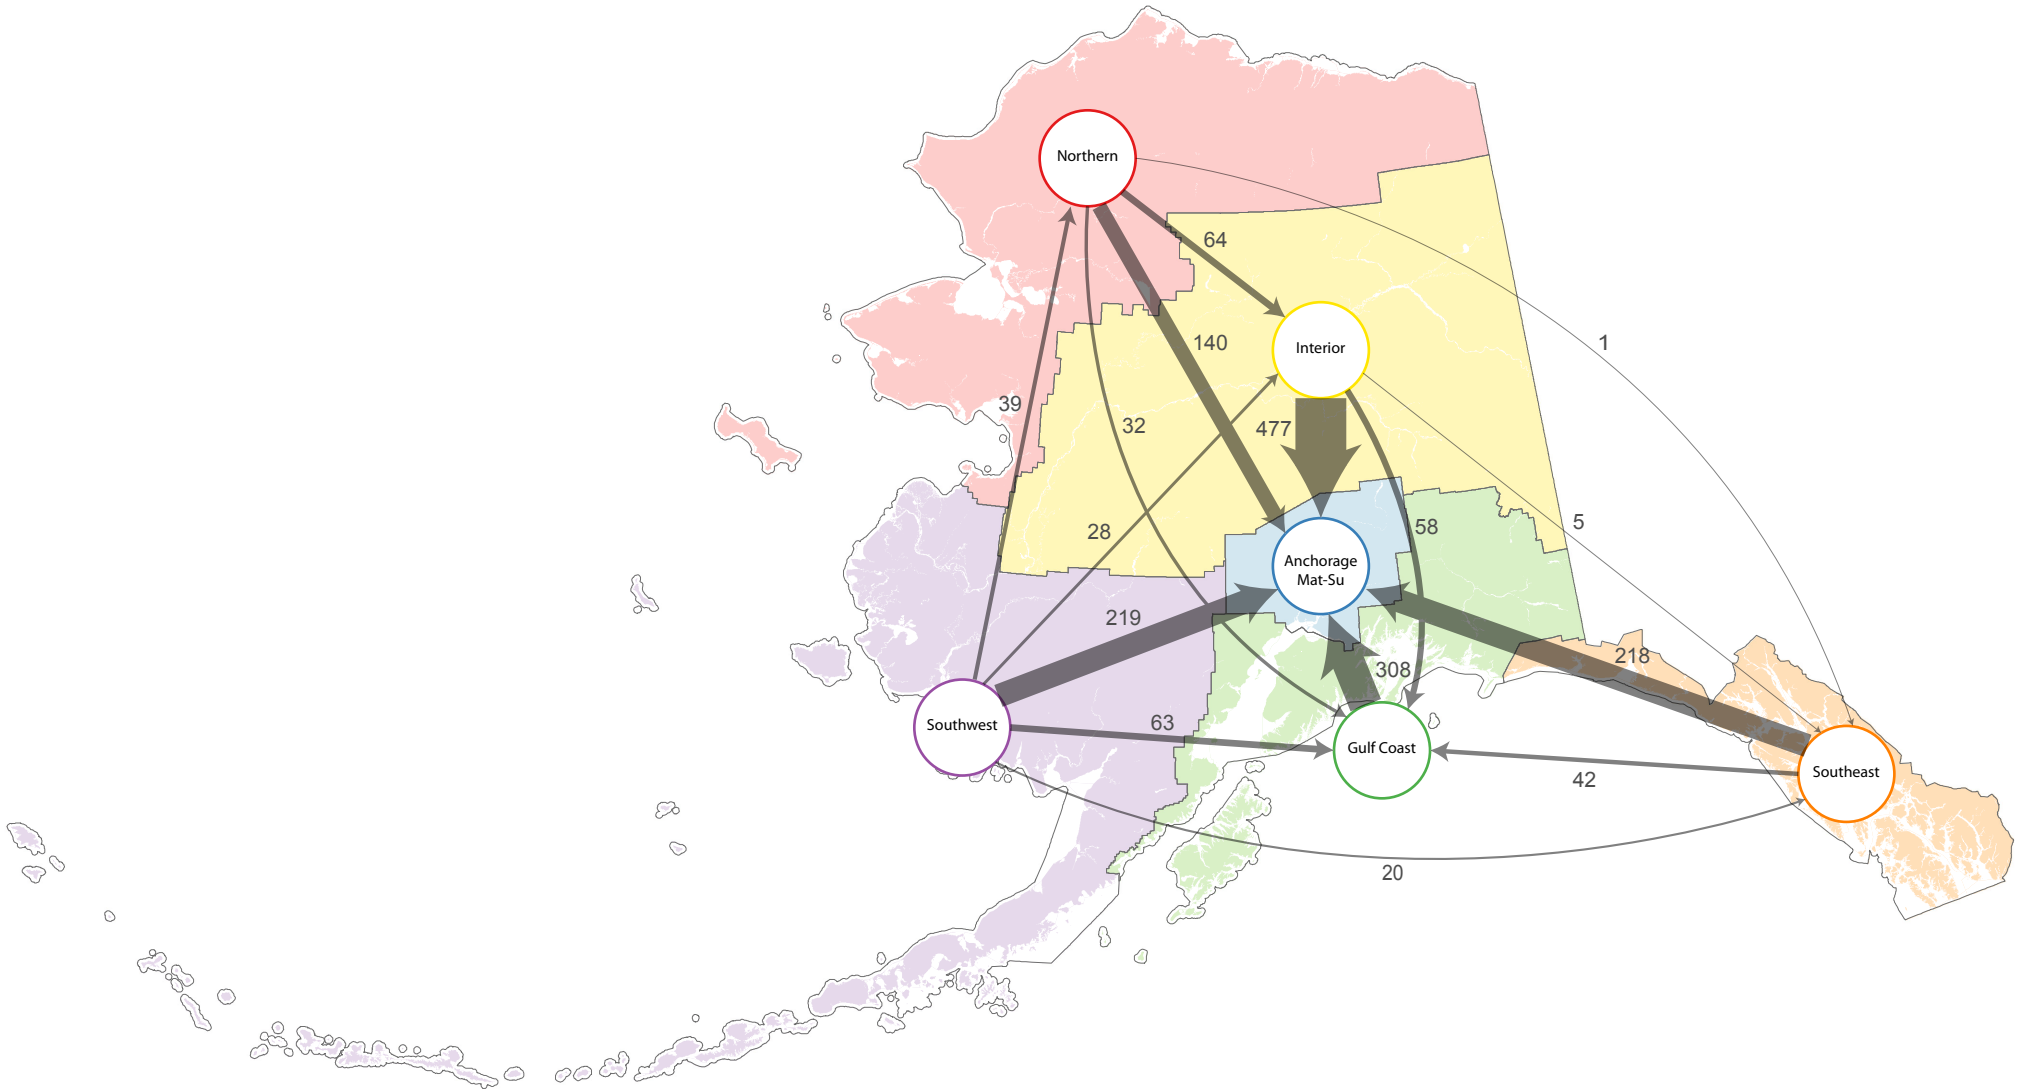 Northern
64
1
140
Interior
39
32
477
28
58
5
Anchorage
Mat-Su
219
308
218
Southwest
63
Gulf Coast
42
Southeast
20